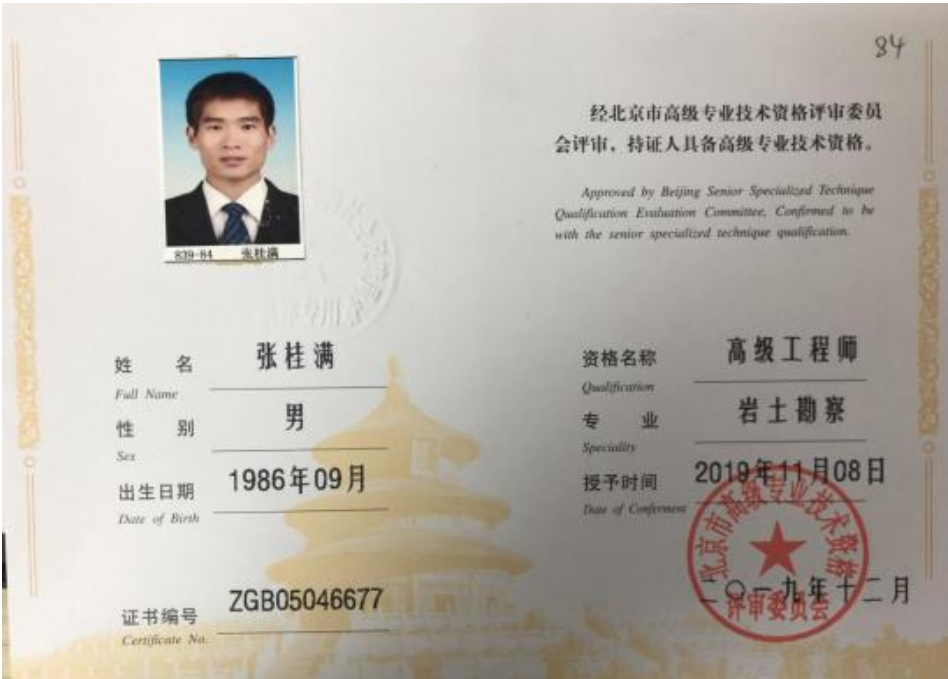 84
经北京市高级专业技术资格评审委员
会评审，持证人具备高级专业技术资格。
Approved by Beijing Senior Specialized Technique
Qualification Evaluation Committee, Confirmed to be
with the senior specialized technique qualification.
839-84 张桂满
姓 名 张桂满
Full Name
性 别 男
Sex
出生日期 1986年09月
Date of Birth
证书编号 ZGB05046677
Certificate No.
资格名称 高级工程师
Qualification
专 业 岩土勘察
Speciality
授予时间 2019年11月08日
Date of Conferment
北京市高级专业技术资格
评审委员会
二〇一九年十二月